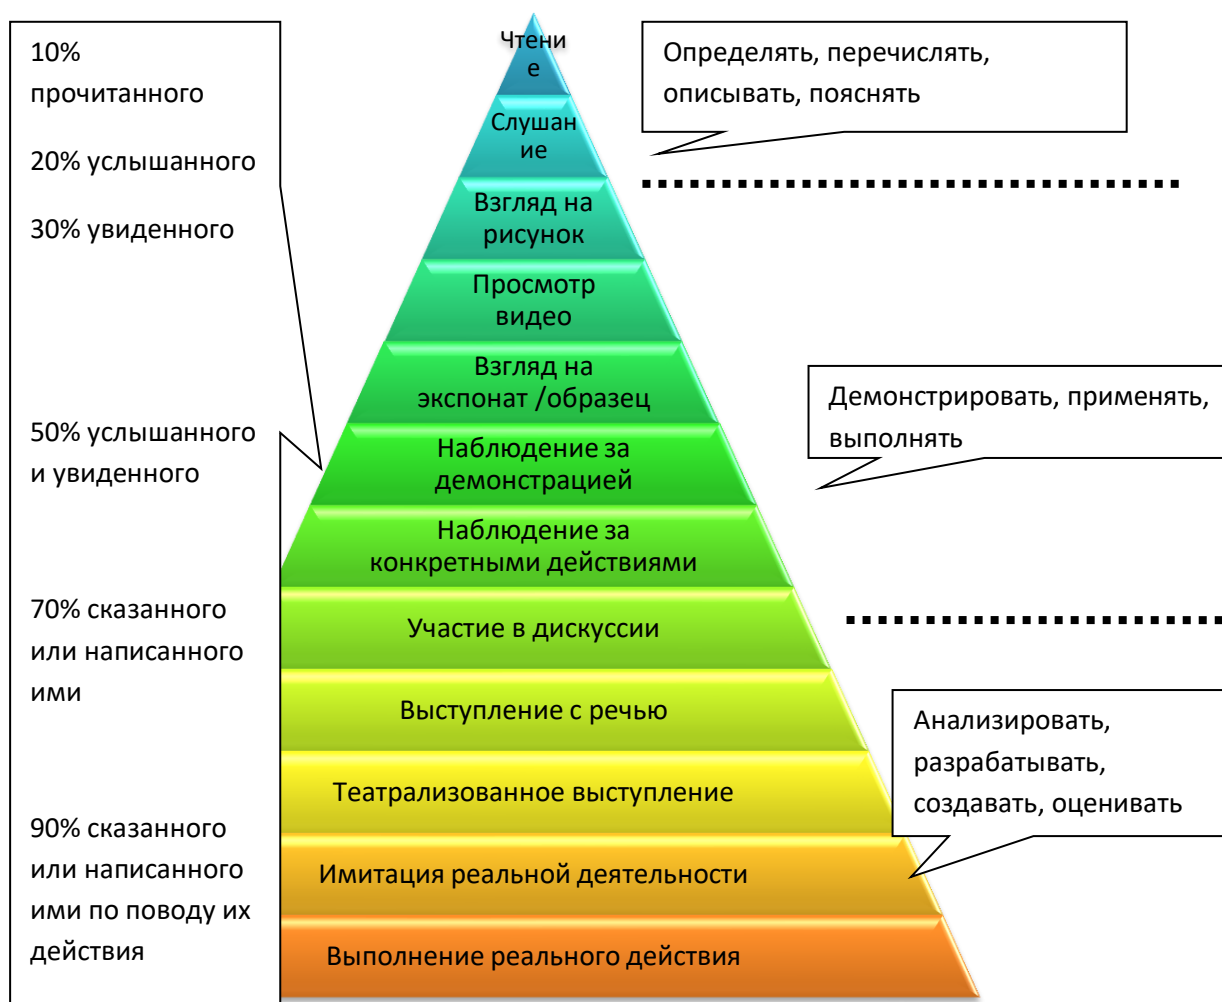 10%
прочитанного
20% услышанного
30% увиденного
50% услышанного
и увиденного
70% сказанного
или написанного
ими
90% сказанного
или написанного
ими по поводу их
действия
Чтени
е
Слушан
ие
Взгляд на
рисунок
Просмотр
видео
Взгляд на
экспонат /образец
Наблюдение за
демонстрацией
Наблюдение за
конкретными действиями
Участие в дискуссии
Выступление с речью
Театрализованное выступление
Имитация реальной деятельности
Выполнение реального действия
Определять, перечислять,
описывать, пояснять
Демонстрировать, применять,
выполнять
Анализировать,
разрабатывать,
создавать, оценивать